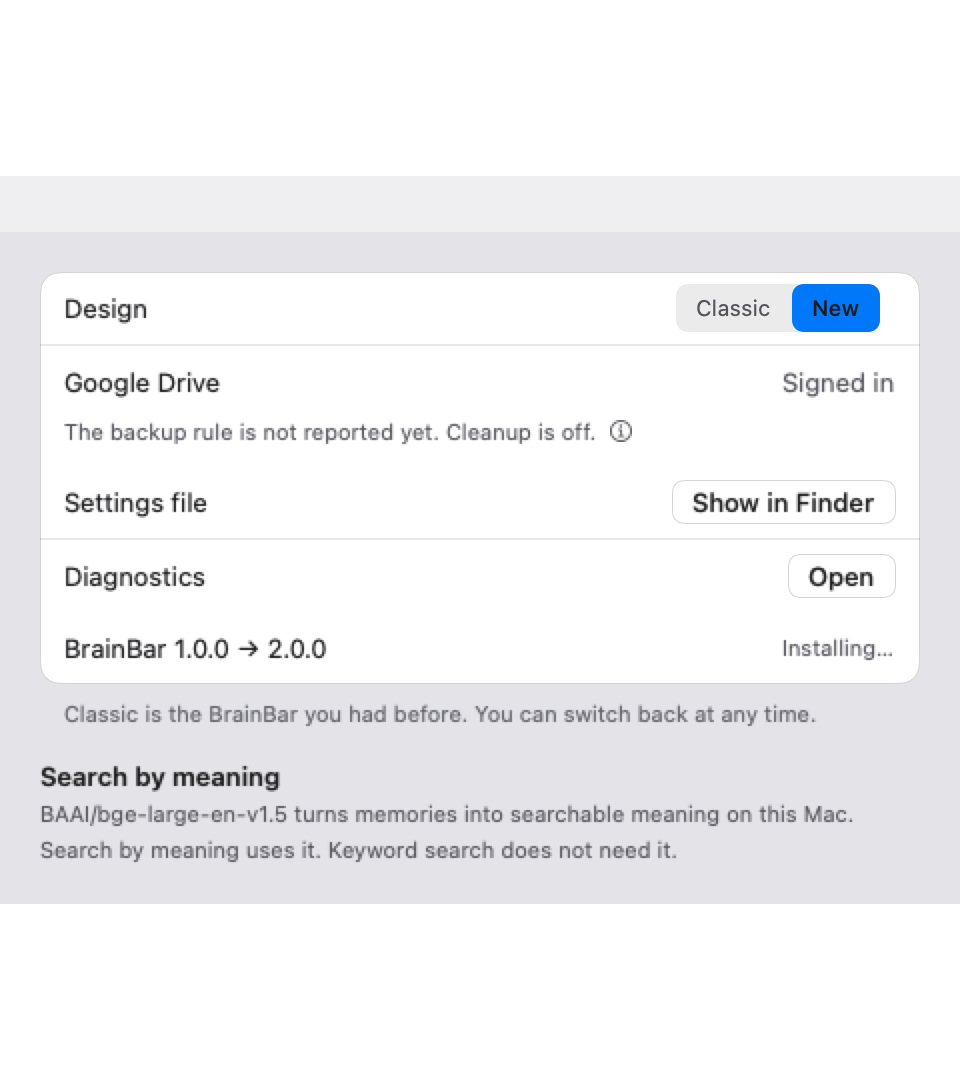 Design
Classic
New
Google Drive
Signed in
The backup rule is not reported yet. Cleanup is off.
Settings file
Show in Finder
Diagnostics
Open
BrainBar 1.0.0 → 2.0.0
Installing…
Classic is the BrainBar you had before. You can switch back at any time.
Search by meaning
BAAI/bge-large-en-v1.5 turns memories into searchable meaning on this Mac.
Search by meaning uses it. Keyword search does not need it.